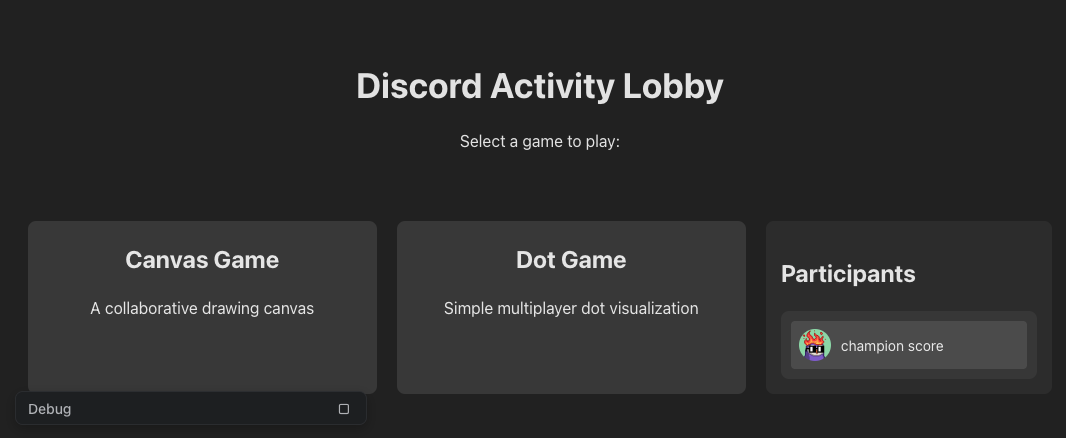 Discord Activity Lobby
Select a game to play:
Canvas Game
A collaborative drawing canvas
Dot Game
Simple multiplayer dot visualization
Participants
champion score
Debug